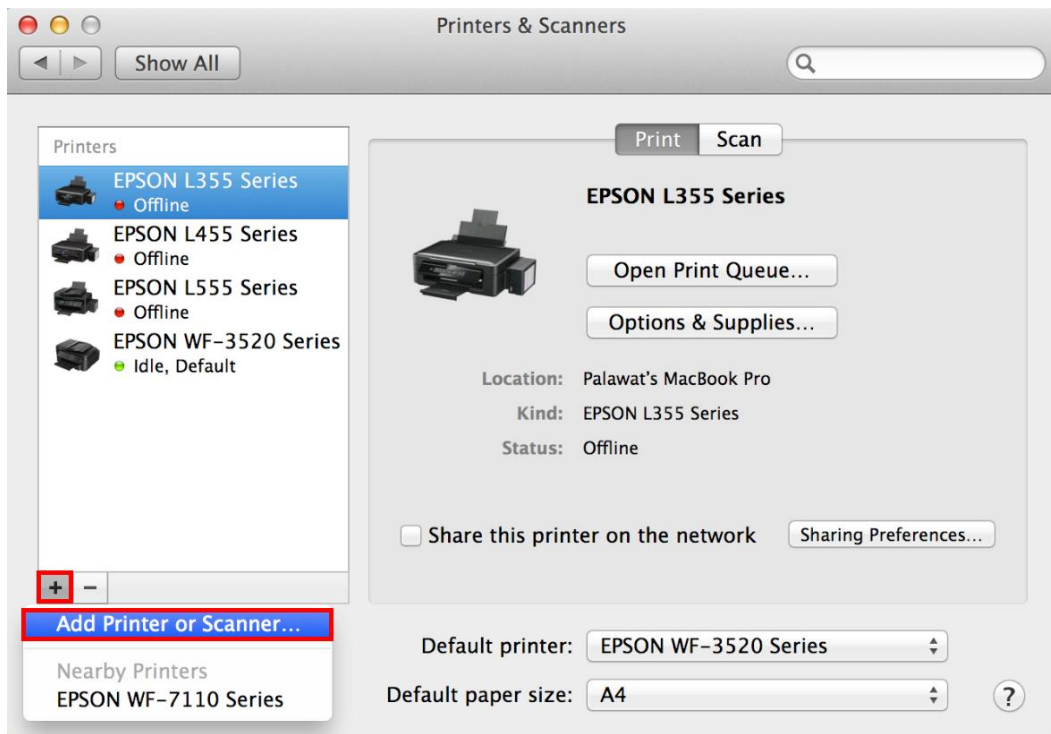 Printers & Scanners
Show All
Printers
EPSON L355 Series
Offline
EPSON L455 Series
Offline
EPSON L555 Series
Offline
EPSON WF-3520 Series
Idle, Default
+ −
Add Printer or Scanner...
Nearby Printers
EPSON WF-7110 Series
Print Scan
EPSON L355 Series
Open Print Queue...
Options & Supplies...
Location: Palawat's MacBook Pro
Kind: EPSON L355 Series
Status: Offline
Share this printer on the network Sharing Preferences...
Default printer: EPSON WF-3520 Series
Default paper size: A4 ?